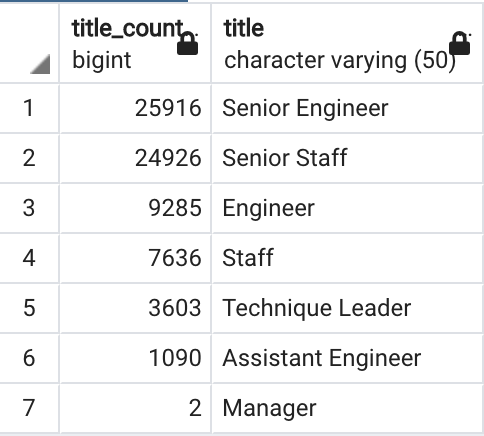 title_count title
bigint character varying (50)
1 25916 Senior Engineer
2 24926 Senior Staff
3 9285 Engineer
4 7636 Staff
5 3603 Technique Leader
6 1090 Assistant Engineer
7 2 Manager